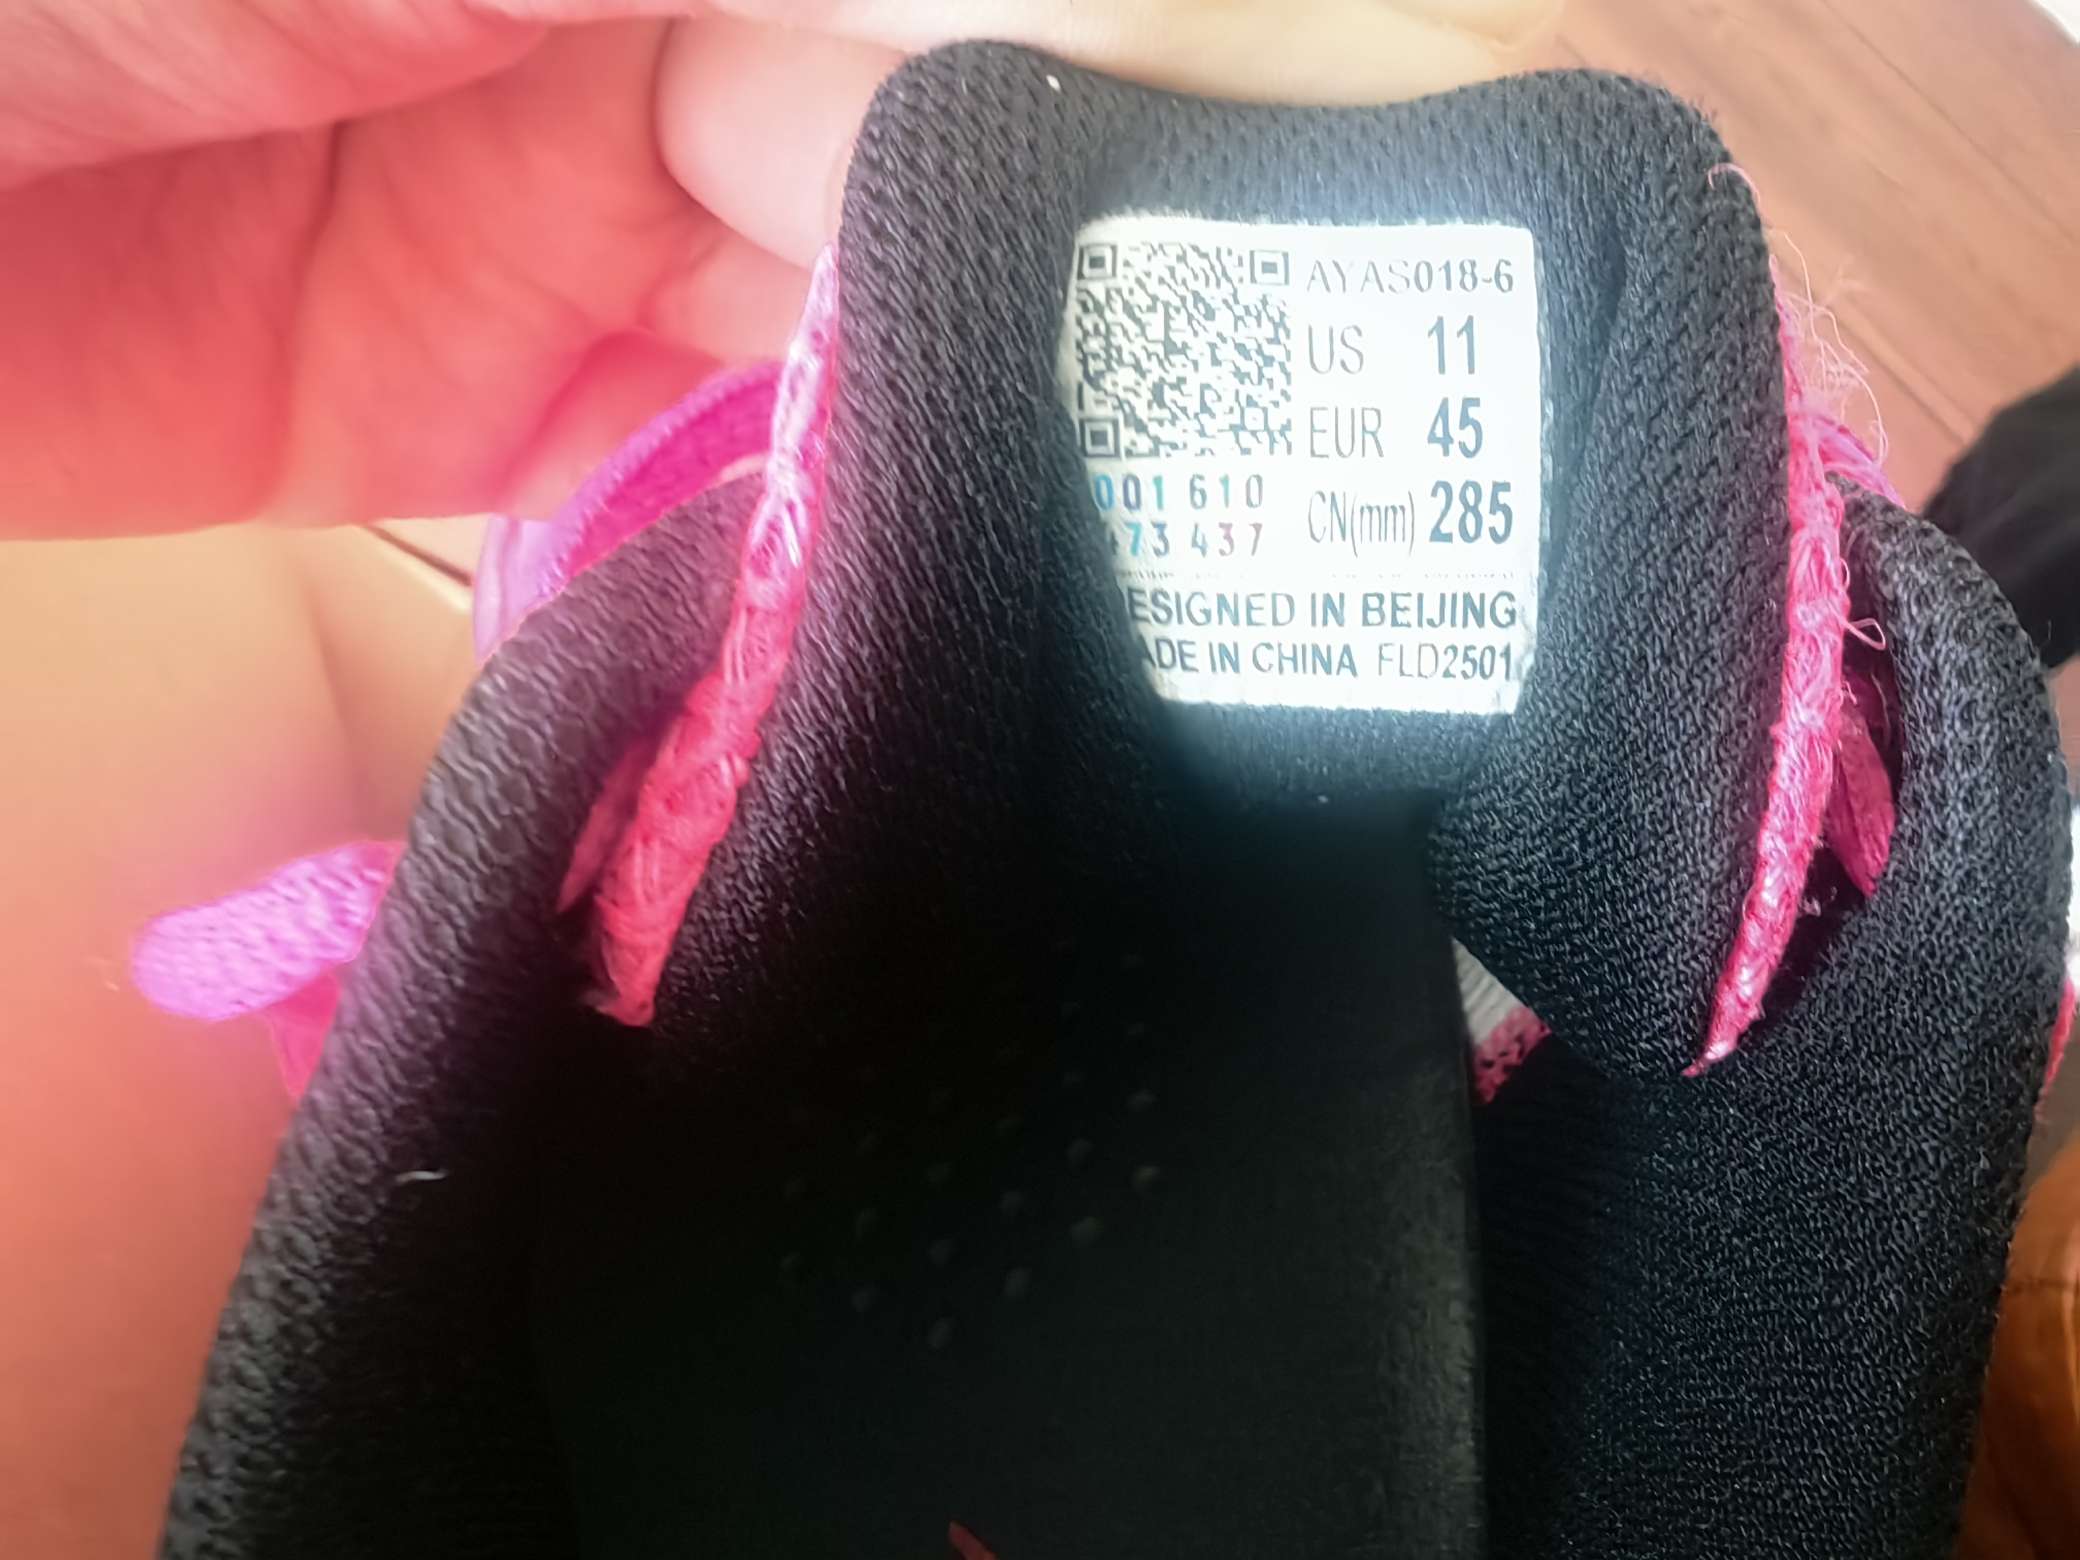 AYAS018-6
US 11
EUR 45
CN(mm) 285
001 610
73 437
ESIGNED IN BEIJING
ADE IN CHINA FLD2501